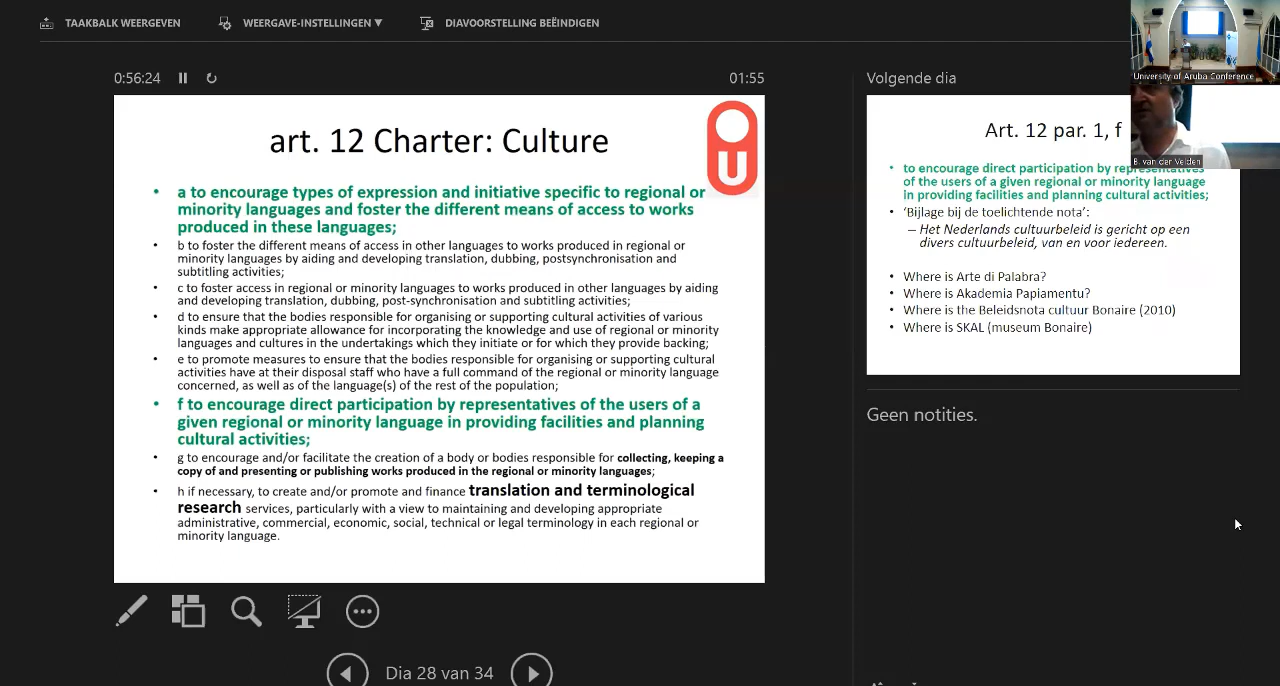 TAAKBALK WEERGEVEN
WEERGAVE-INSTELLINGEN ▼
DIAVOORSTELLING BEËINDIGEN
University of Aruba Conference
B. van der Velden
0:56:24
01:55
art. 12 Charter: Culture
• a to encourage types of expression and initiative specific to regional or
minority languages and foster the different means of access to works
produced in these languages;
• b to foster the different means of access in other languages to works produced in regional or
minority languages by aiding and developing translation, dubbing, postsynchronisation and
subtitling activities;
• c to foster access in regional or minority languages to works produced in other languages by aiding
and developing translation, dubbing, post-synchronisation and subtitling activities;
• d to ensure that the bodies responsible for organising or supporting cultural activities of various
kinds make appropriate allowance for incorporating the knowledge and use of regional or minority
languages and cultures in the undertakings which they initiate or for which they provide backing;
• e to promote measures to ensure that the bodies responsible for organising or supporting cultural
activities have at their disposal staff who have a full command of the regional or minority language
concerned, as well as of the language(s) of the rest of the population;
• f to encourage direct participation by representatives of the users of a
given regional or minority language in providing facilities and planning
cultural activities;
• g to encourage and/or facilitate the creation of a body or bodies responsible for collecting, keeping a
copy of and presenting or publishing works produced in the regional or minority languages;
• h if necessary, to create and/or promote and finance translation and terminological
research services, particularly with a view to maintaining and developing appropriate
administrative, commercial, economic, social, technical or legal terminology in each regional or
minority language.
Dia 28 van 34
Volgende dia
Art. 12 par. 1, f
• to encourage direct participation by representatives
of the users of a given regional or minority language
in providing facilities and planning cultural activities;
• 'Bijlage bij de toelichtende nota':
– Het Nederlands cultuurbeleid is gericht op een
divers cultuurbeleid, van en voor iedereen.
• Where is Arte di Palabra?
• Where is Akademia Papiamentu?
• Where is the Beleidsnota cultuur Bonaire (2010)
• Where is SKAL (museum Bonaire)
Geen notities.